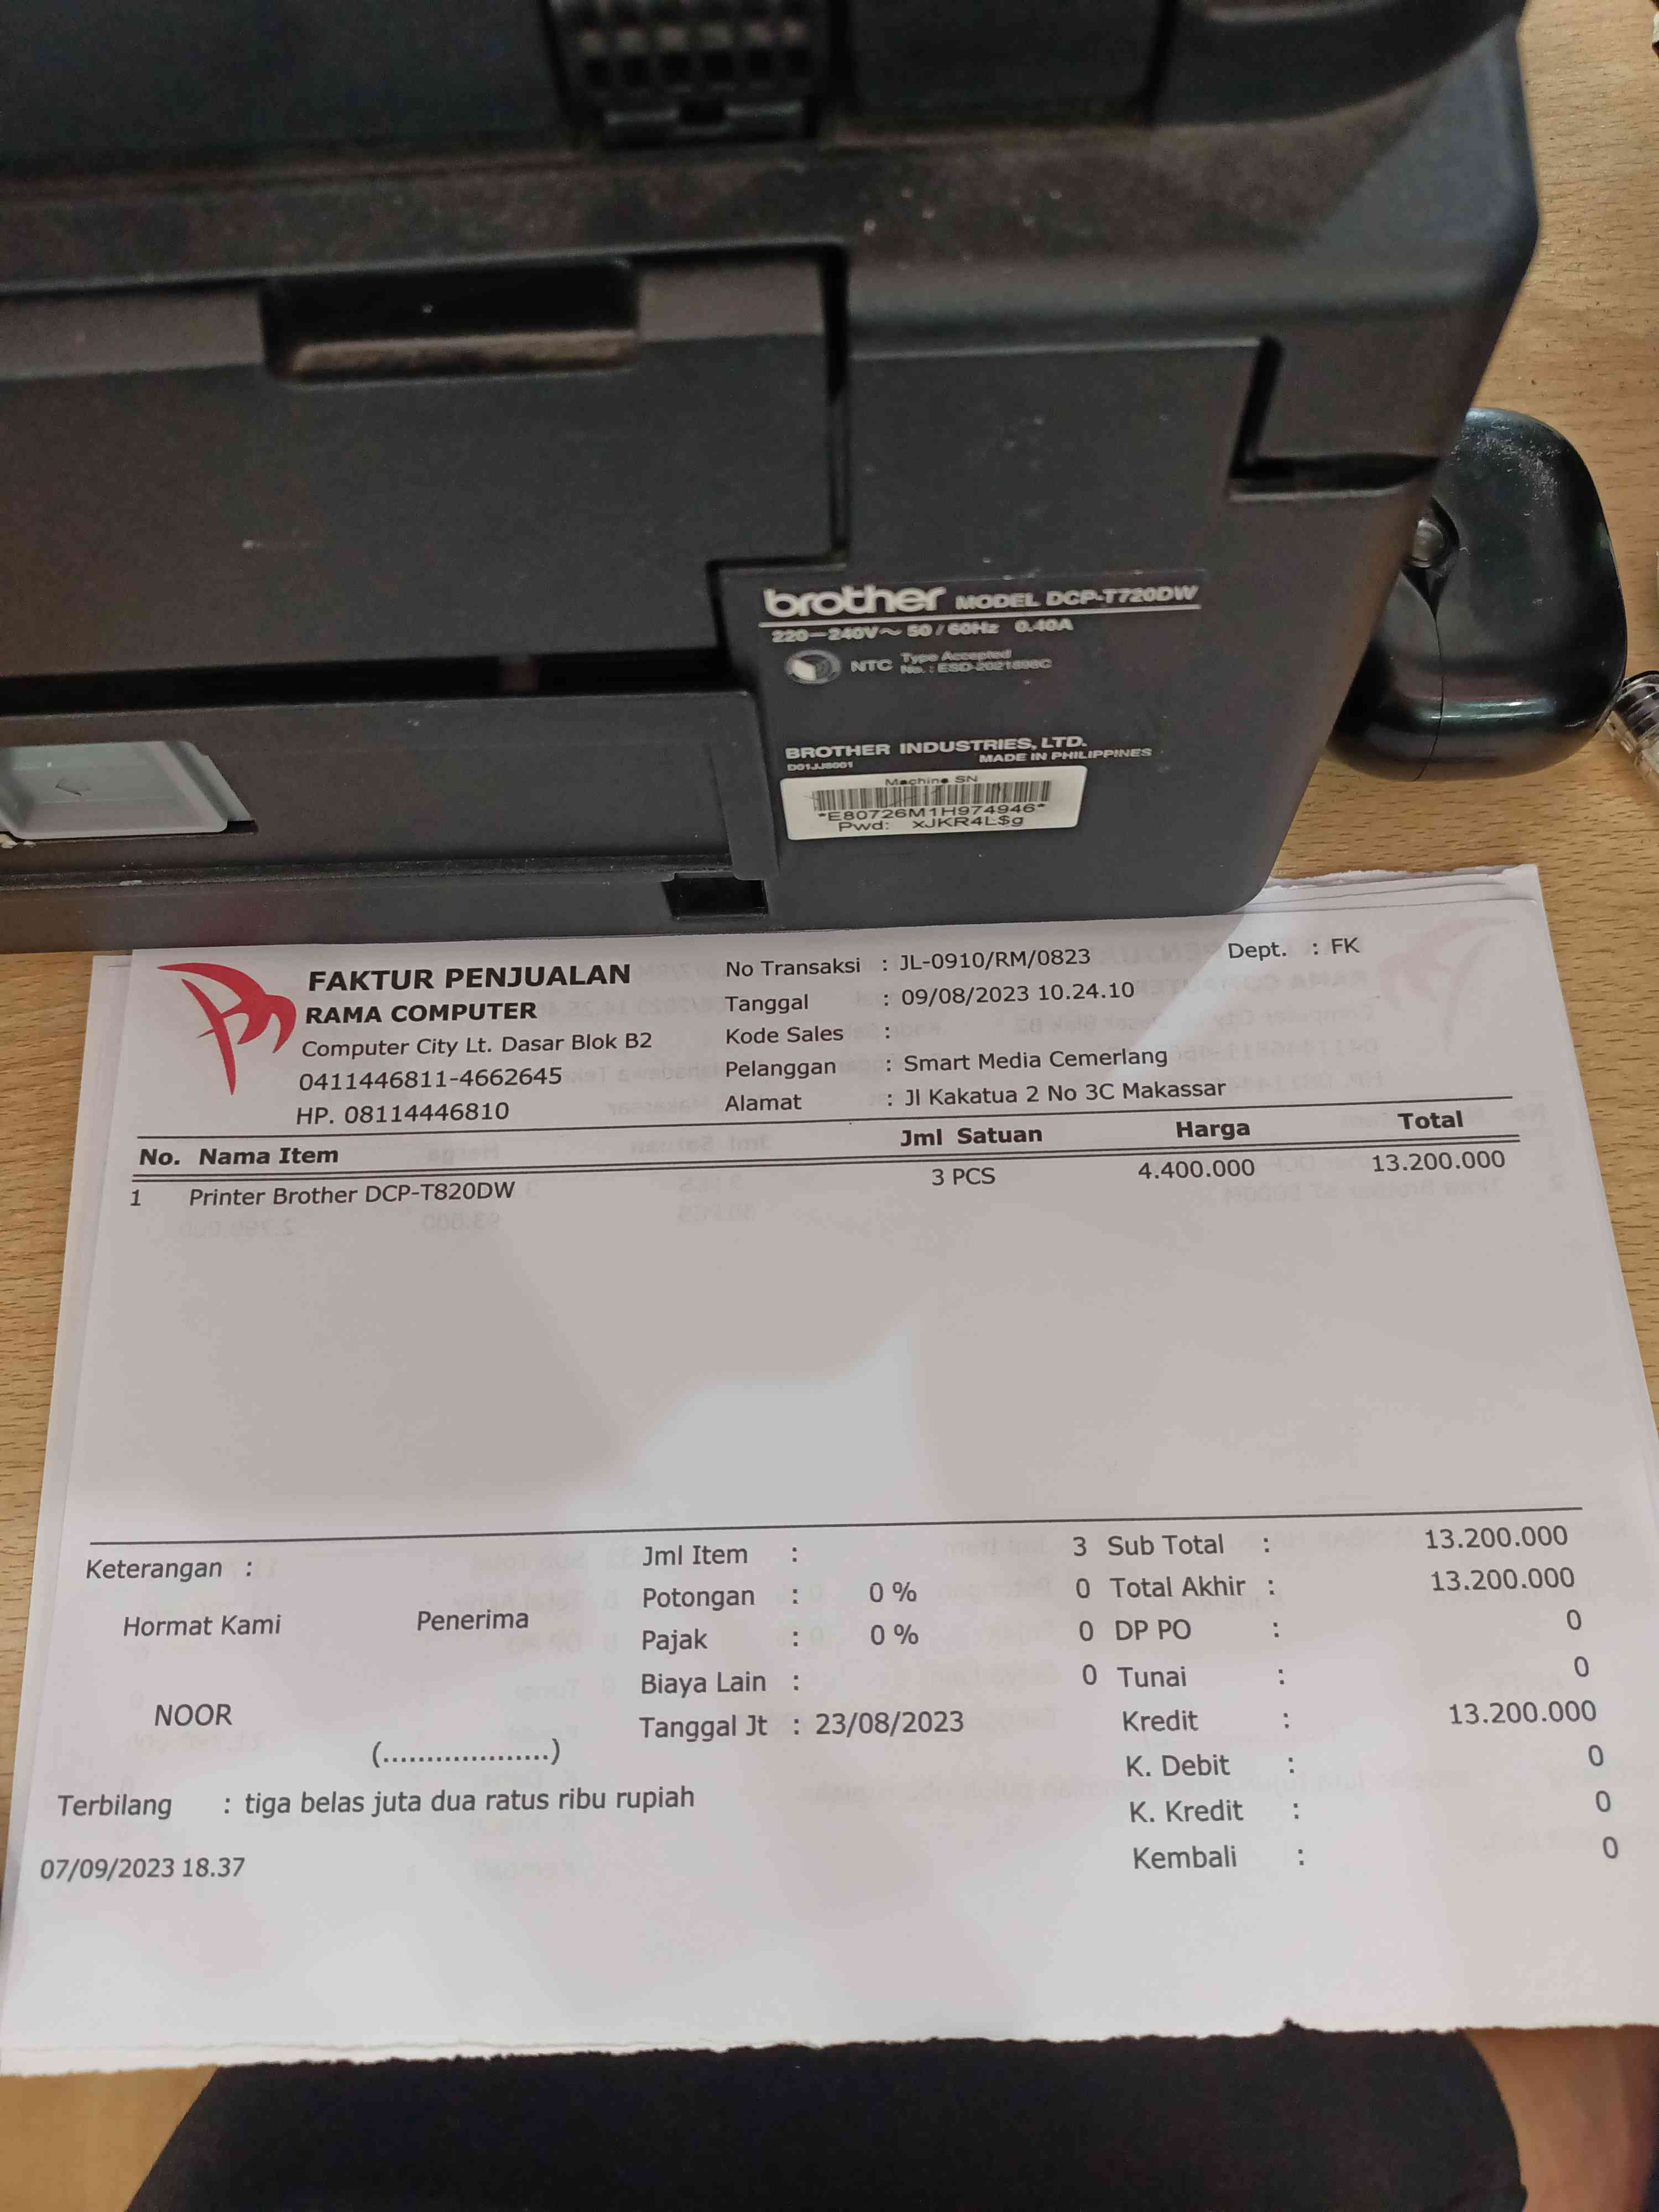 brother MODEL DCP-T720DW
220-240V~ 50/60Hz 0.40A
NTC Type Accepted
No.: ESD-2021898C
BROTHER INDUSTRIES, LTD.
D01JJS001 MADE IN PHILIPPINES
Machine SN
*E80726M1H974946*
Pwd: xJKR4L$g
FAKTUR PENJUALAN
RAMA COMPUTER
Computer City Lt. Dasar Blok B2
0411446811-4662645
HP. 08114446810
No Transaksi : JL-0910/RM/0823 Dept. : FK
Tanggal : 09/08/2023 10.24.10
Kode Sales :
Pelanggan : Smart Media Cemerlang
Alamat : Jl Kakatua 2 No 3C Makassar
No. Nama Item Jml Satuan Harga Total
1 Printer Brother DCP-T820DW 3 PCS 4.400.000 13.200.000
Keterangan :
Hormat Kami Penerima
NOOR
(...................)
Jml Item : 3 Sub Total : 13.200.000
Potongan : 0 % 0 Total Akhir : 13.200.000
Pajak : 0 % 0 DP PO : 0
Biaya Lain : 0 Tunai : 0
Tanggal Jt : 23/08/2023 Kredit : 13.200.000
K. Debit : 0
K. Kredit : 0
Kembali : 0
Terbilang : tiga belas juta dua ratus ribu rupiah
07/09/2023 18.37